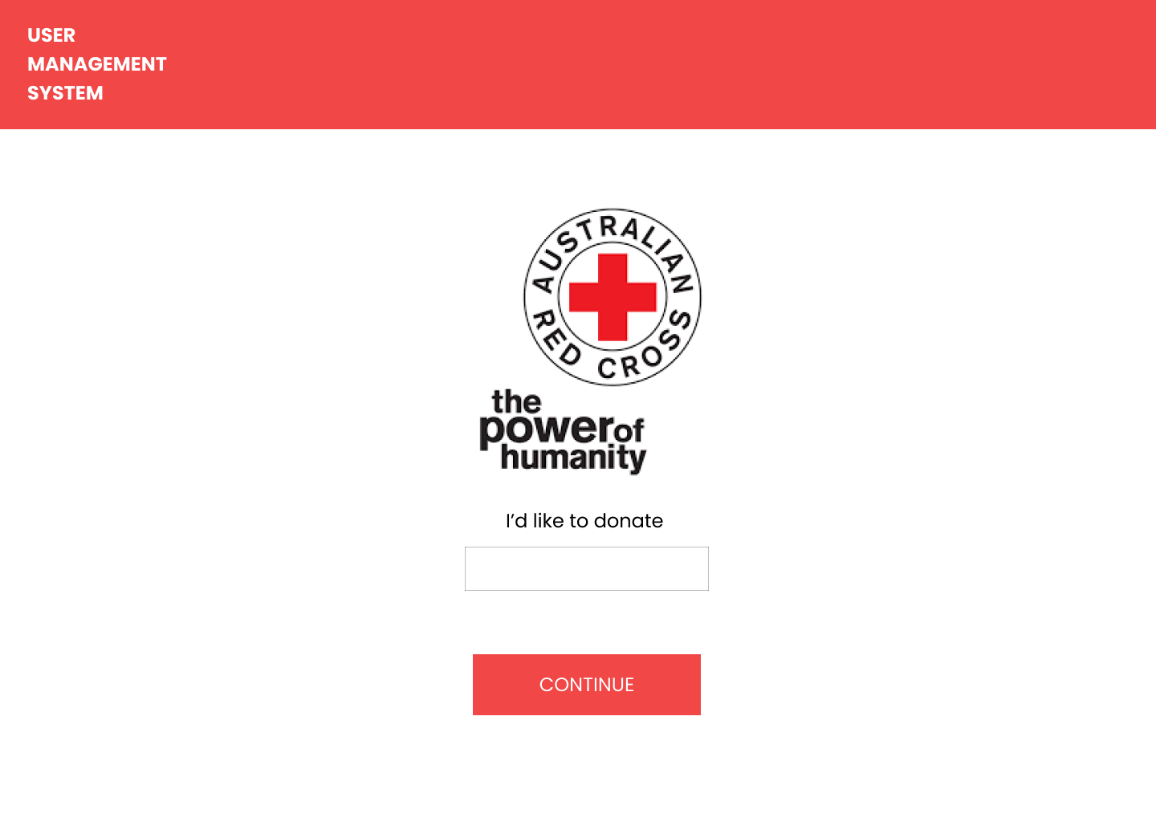 USER
MANAGEMENT
SYSTEM
AUSTRALIAN
RED CROSS
the
power of
humanity
I’d like to donate
CONTINUE